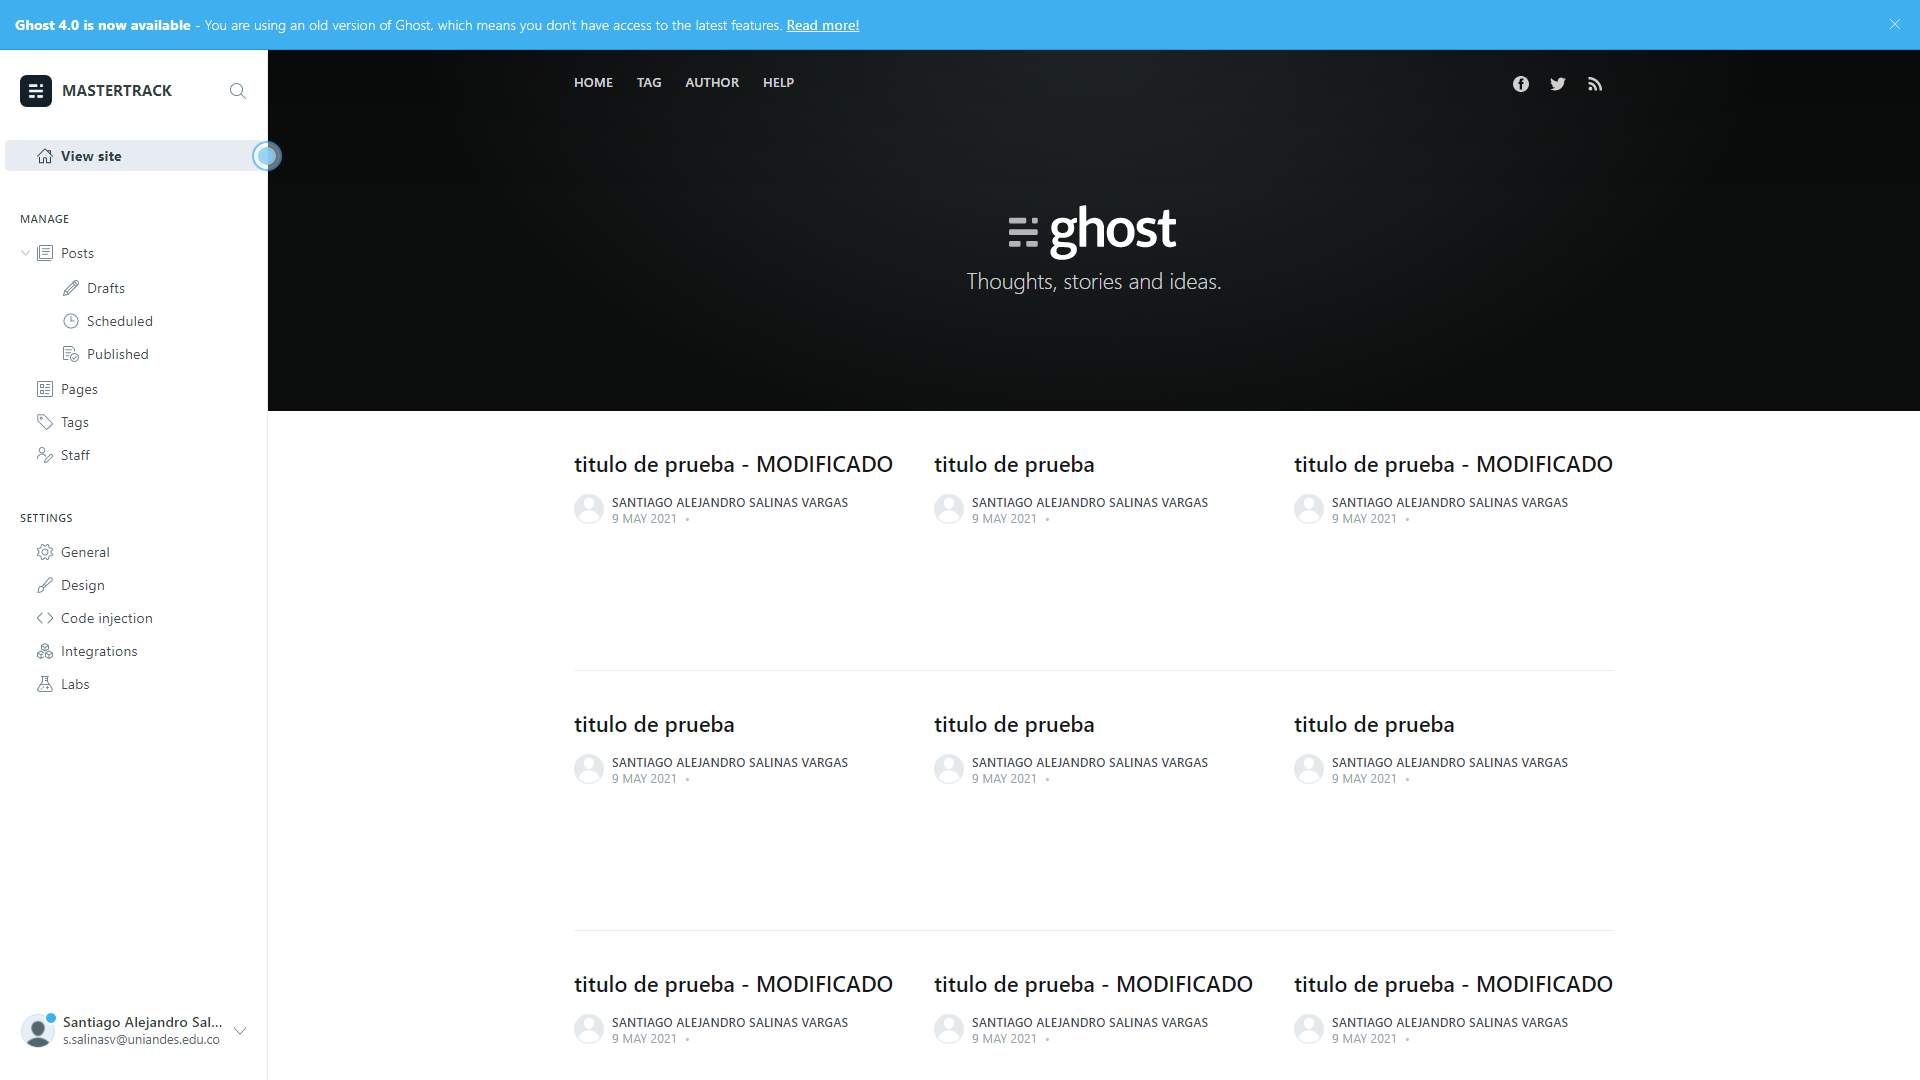 Ghost 4.0 is now available - You are using an old version of Ghost, which means you don't have access to the latest features. Read more!
MASTERTRACK
View site
MANAGE
Posts
Drafts
Scheduled
Published
Pages
Tags
Staff
SETTINGS
General
Design
Code injection
Integrations
Labs
Santiago Alejandro Sal...
s.salinasv@uniandes.edu.co
HOME TAG AUTHOR HELP
ghost
Thoughts, stories and ideas.
titulo de prueba - MODIFICADO
SANTIAGO ALEJANDRO SALINAS VARGAS
9 MAY 2021 •
titulo de prueba
SANTIAGO ALEJANDRO SALINAS VARGAS
9 MAY 2021 •
titulo de prueba - MODIFICADO
SANTIAGO ALEJANDRO SALINAS VARGAS
9 MAY 2021 •
titulo de prueba
SANTIAGO ALEJANDRO SALINAS VARGAS
9 MAY 2021 •
titulo de prueba
SANTIAGO ALEJANDRO SALINAS VARGAS
9 MAY 2021 •
titulo de prueba
SANTIAGO ALEJANDRO SALINAS VARGAS
9 MAY 2021 •
titulo de prueba - MODIFICADO
SANTIAGO ALEJANDRO SALINAS VARGAS
9 MAY 2021 •
titulo de prueba - MODIFICADO
SANTIAGO ALEJANDRO SALINAS VARGAS
9 MAY 2021 •
titulo de prueba - MODIFICADO
SANTIAGO ALEJANDRO SALINAS VARGAS
9 MAY 2021 •